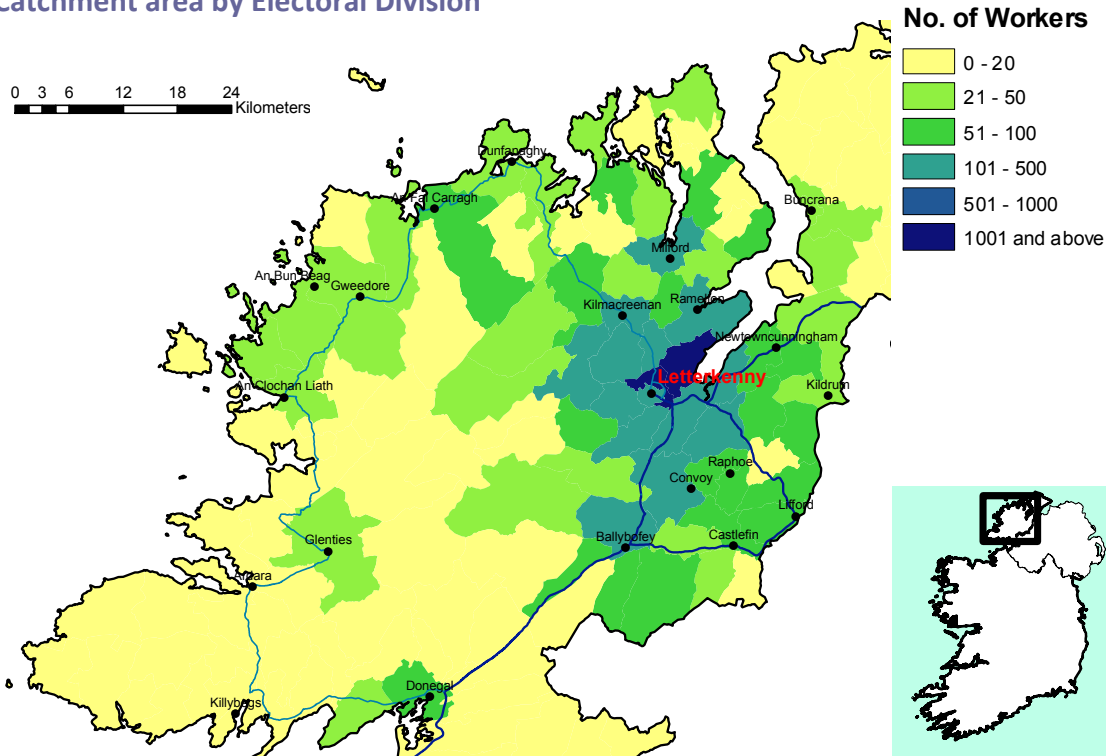 Catchment area by Electoral Division
No. of Workers
0 - 20
21 - 50
51 - 100
101 - 500
501 - 1000
1001 and above
0 3 6 12 18 24
Kilometers
Dunfanaghy
An Fal Carragh
Buncrana
Milford
An Bun Beag
Gweedore
Kilmacreenan
Ramelton
Newtowncunningham
Letterkenny
An Clochan Liath
Kildrum
Raphoe
Convoy
Lifford
Glenties
Ballybofey
Castlefin
Ardara
Donegal
Killybegs